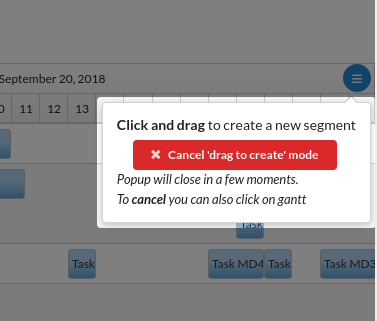 September 20, 2018
0 11 12 13
Click and drag to create a new segment
✖ Cancel 'drag to create' mode
Popup will close in a few moments.
To cancel you can also click on gantt
Task
Task Task MD4 Task Task MD3